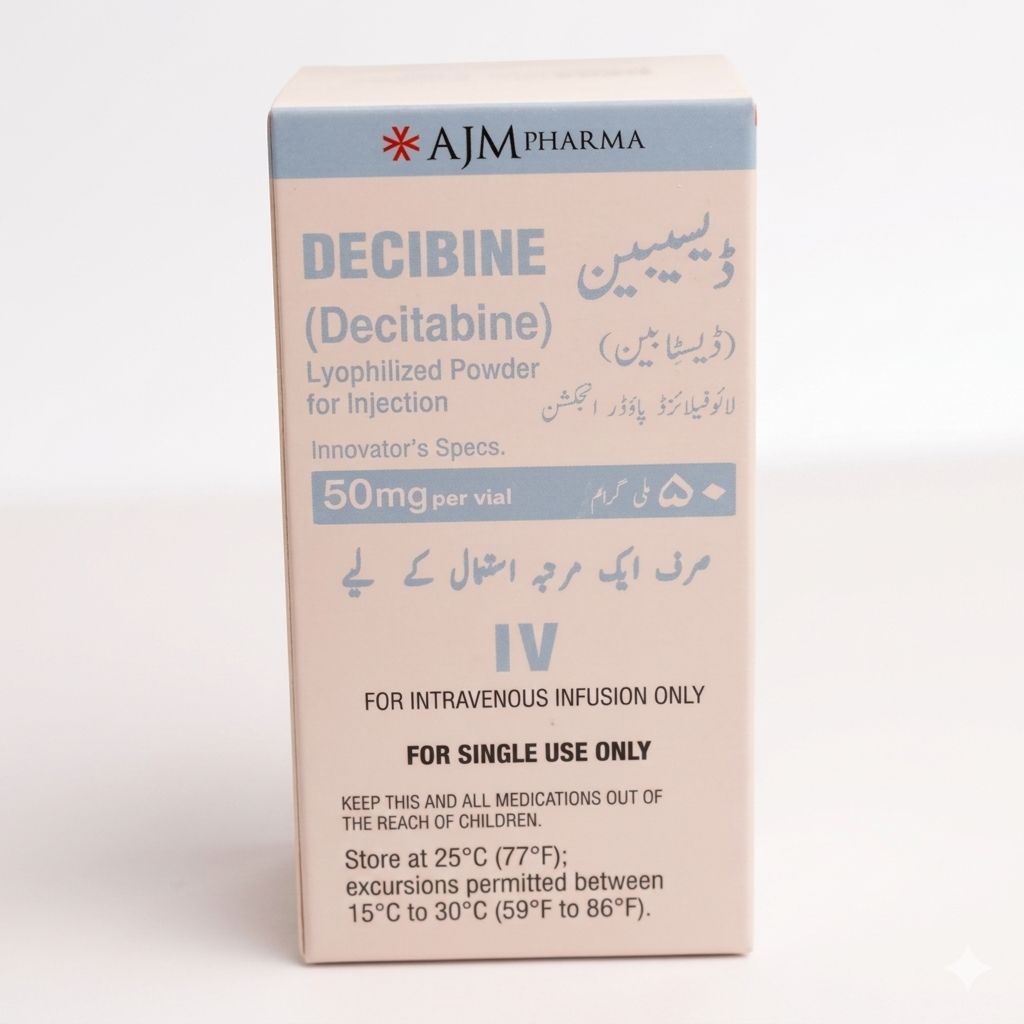 AJM PHARMA
DECIBINE
ڈیسیبین
(Decitabine)
(ڈیسِٹابین)
Lyophilized Powder
for Injection
لائوفیلائزڈ پاؤڈر انجکشن
Innovator's Specs.
50mg per vial
۵۰ ملی گرام
صرف ایک مرتبہ استعمال کے لیے
IV
FOR INTRAVENOUS INFUSION ONLY
FOR SINGLE USE ONLY
KEEP THIS AND ALL MEDICATIONS OUT OF
THE REACH OF CHILDREN.
Store at 25°C (77°F);
excursions permitted between
15°C to 30°C (59°F to 86°F).